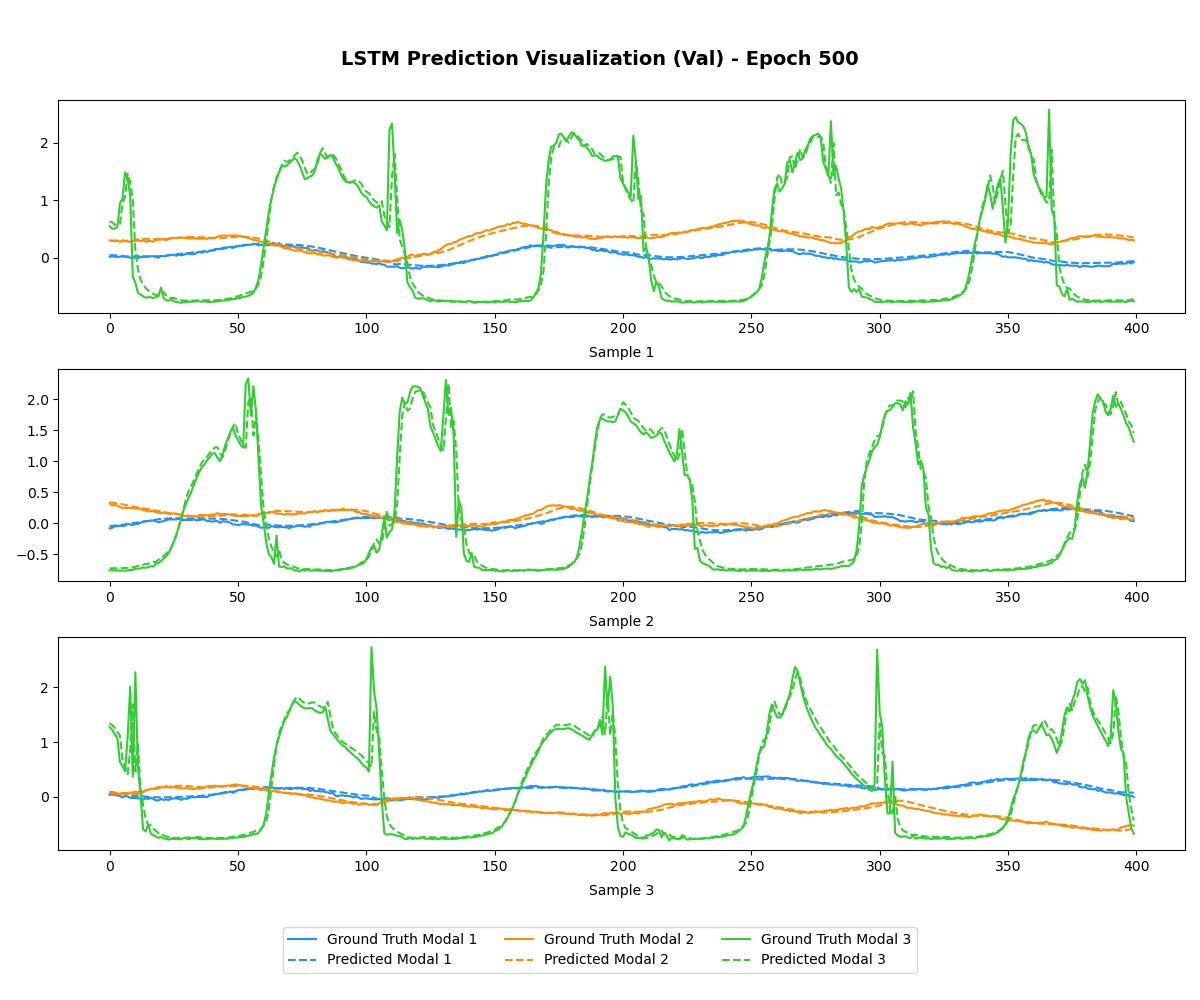 LSTM Prediction Visualization (Val) - Epoch 500
2
1
0
0 50 100 150 200 250 300 350 400
Sample 1
2.0
1.5
1.0
0.5
0.0
−0.5
0 50 100 150 200 250 300 350 400
Sample 2
2
1
0
0 50 100 150 200 250 300 350 400
Sample 3
Ground Truth Modal 1 Ground Truth Modal 2 Ground Truth Modal 3
Predicted Modal 1 Predicted Modal 2 Predicted Modal 3